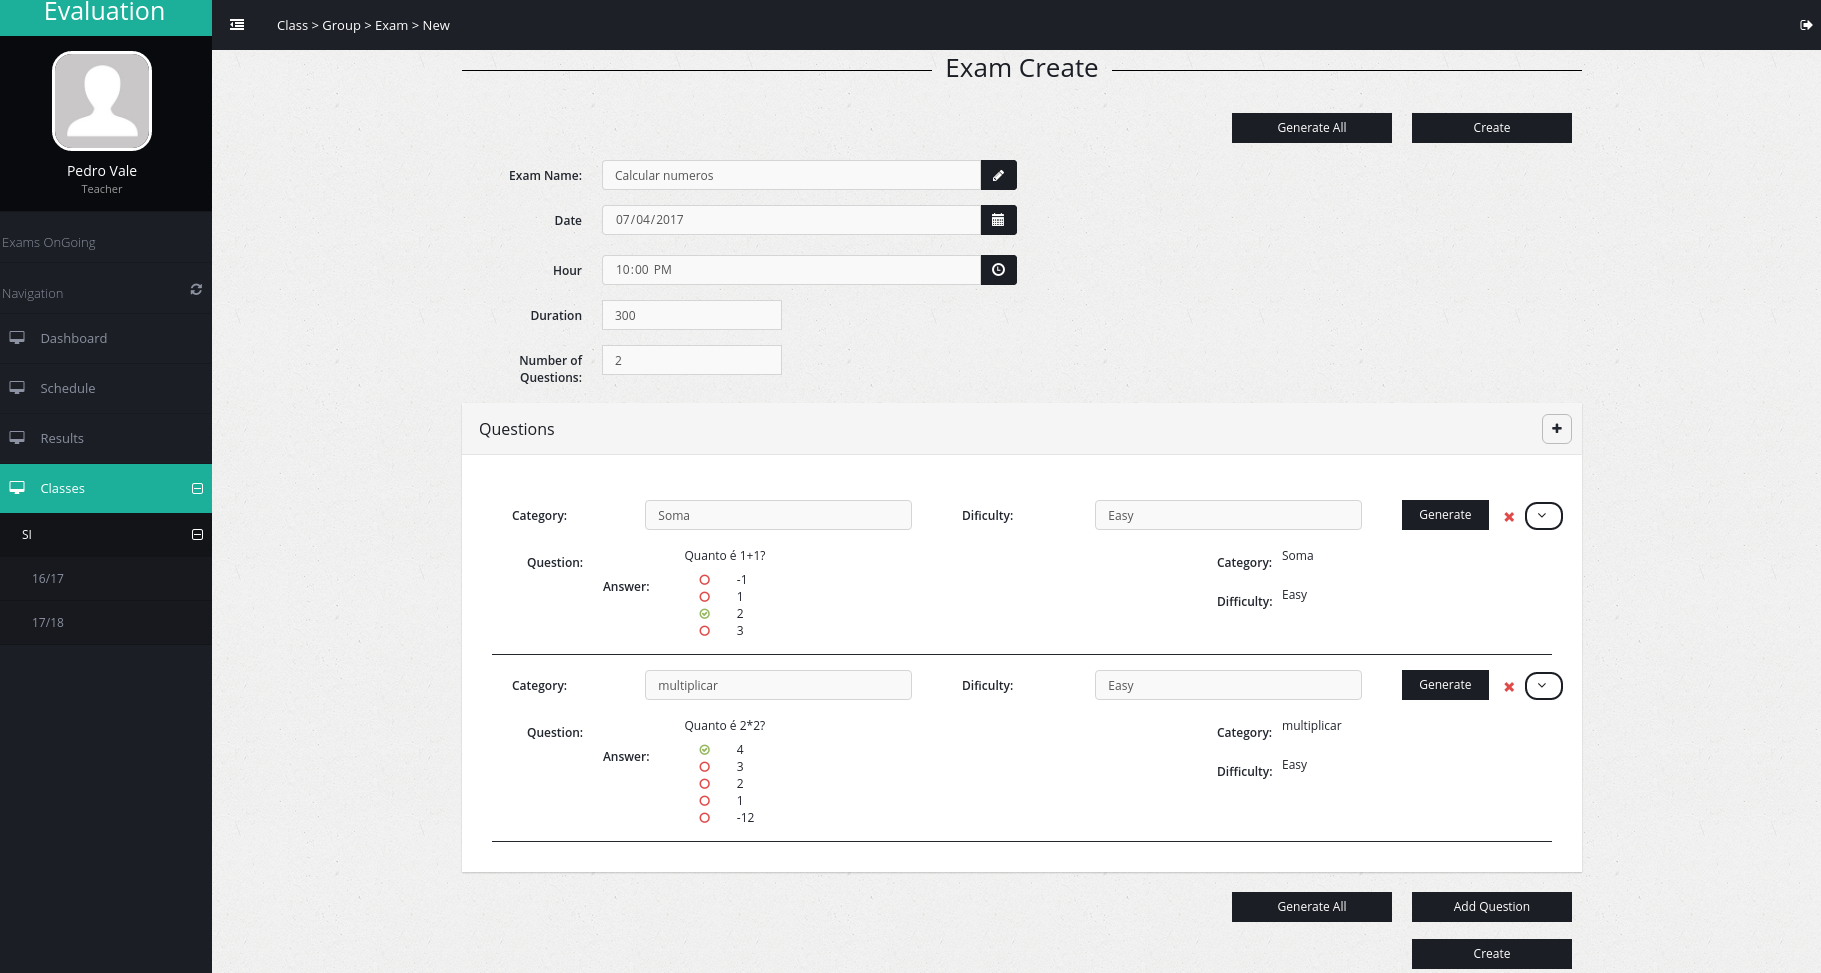 Evaluation
Class > Group > Exam > New
Pedro Vale
Teacher
Exams OnGoing
Navigation
Dashboard
Schedule
Results
Classes
SI
16/17
17/18
Exam Create
Generate All Create
Exam Name: Calcular numeros
Date 07/04/2017
Hour 10:00 PM
Duration 300
Number of
Questions: 2
Questions
Category: Soma Dificulty: Easy Generate
Question: Quanto é 1+1? Category: Soma
Answer: -1
1
2
3
Difficulty: Easy
Category: multiplicar Dificulty: Easy Generate
Question: Quanto é 2*2? Category: multiplicar
Answer: 4
3
2
1
-12
Difficulty: Easy
Generate All Add Question
Create